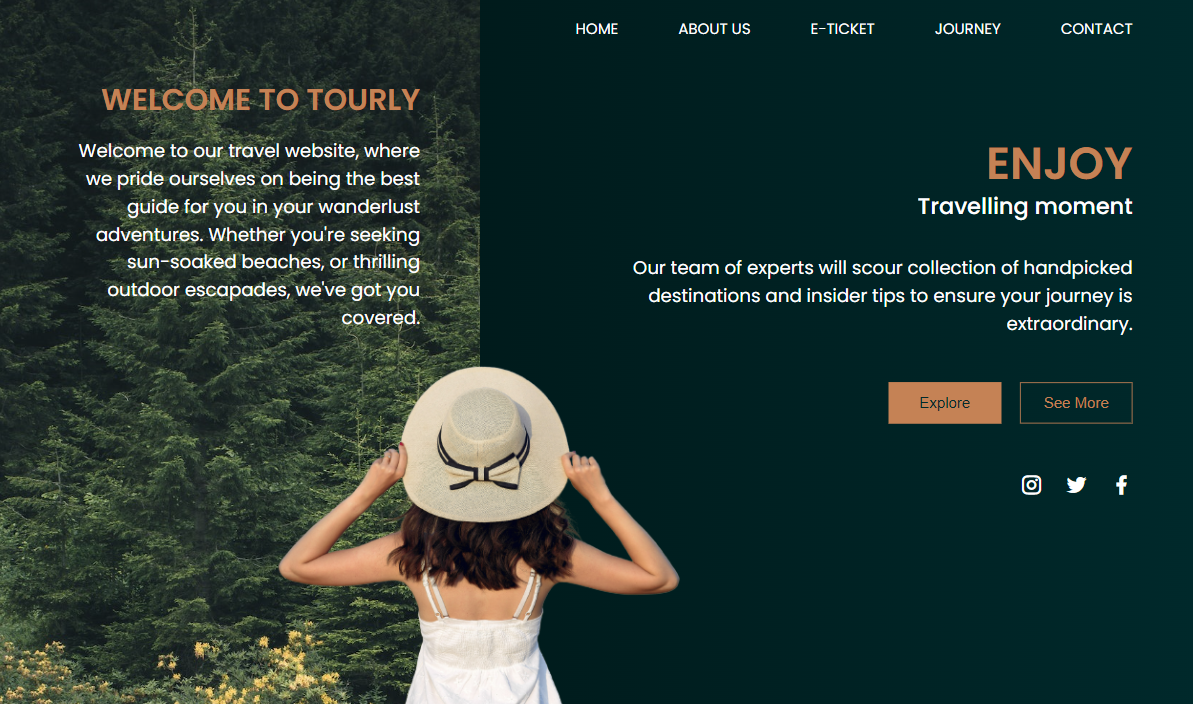 HOME ABOUT US E-TICKET JOURNEY CONTACT
WELCOME TO TOURLY
Welcome to our travel website, where
we pride ourselves on being the best
guide for you in your wanderlust
adventures. Whether you're seeking
sun-soaked beaches, or thrilling
outdoor escapades, we've got you
covered.
ENJOY
Travelling moment
Our team of experts will scour collection of handpicked
destinations and insider tips to ensure your journey is
extraordinary.
Explore See More